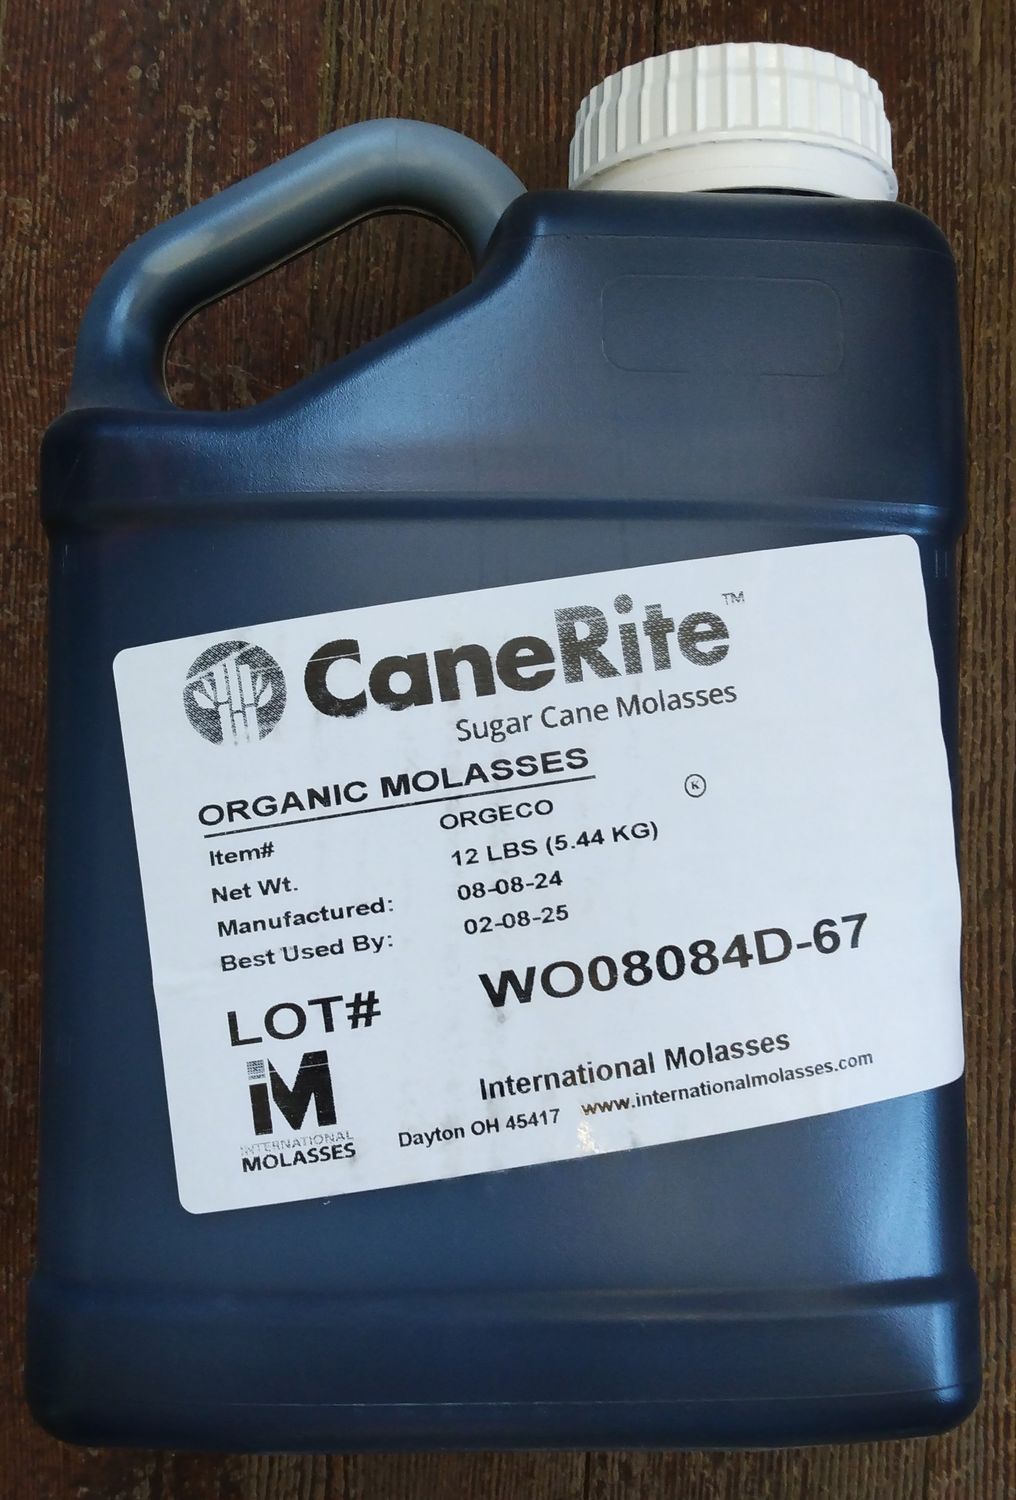 CaneRite™
Sugar Cane Molasses
ORGANIC MOLASSES
K
Item# ORGECO
Net Wt. 12 LBS (5.44 KG)
Manufactured: 08-08-24
Best Used By: 02-08-25
LOT# WO08084D-67
iM
INTERNATIONAL
MOLASSES
International Molasses
Dayton OH 45417 www.internationalmolasses.com